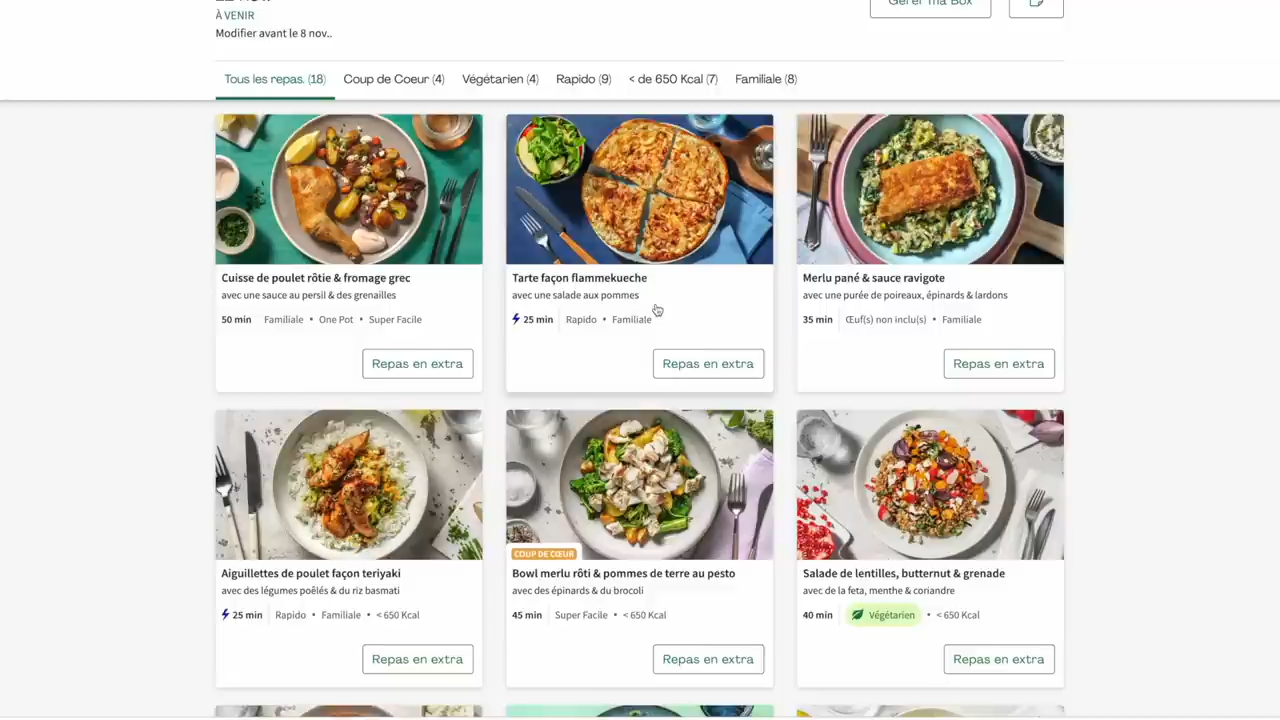 À VENIR
Modifier avant le 8 nov..
Gérer ma Box
Tous les repas. (18)
Coup de Coeur (4)
Végétarien (4)
Rapido (9)
< de 650 Kcal (7)
Familiale (8)
Cuisse de poulet rôtie & fromage grec
avec une sauce au persil & des grenailles
50 min Familiale • One Pot • Super Facile
Repas en extra
Tarte façon flammekueche
avec une salade aux pommes
25 min Rapido • Familiale
Repas en extra
Merlu pané & sauce ravigote
avec une purée de poireaux, épinards & lardons
35 min Œuf(s) non inclu(s) • Familiale
Repas en extra
Aiguillettes de poulet façon teriyaki
avec des légumes poêlés & du riz basmati
25 min Rapido • Familiale • < 650 Kcal
Repas en extra
COUP DE CŒUR
Bowl merlu rôti & pommes de terre au pesto
avec des épinards & du brocoli
45 min Super Facile • < 650 Kcal
Repas en extra
Salade de lentilles, butternut & grenade
avec de la feta, menthe & coriandre
40 min Végétarien • < 650 Kcal
Repas en extra